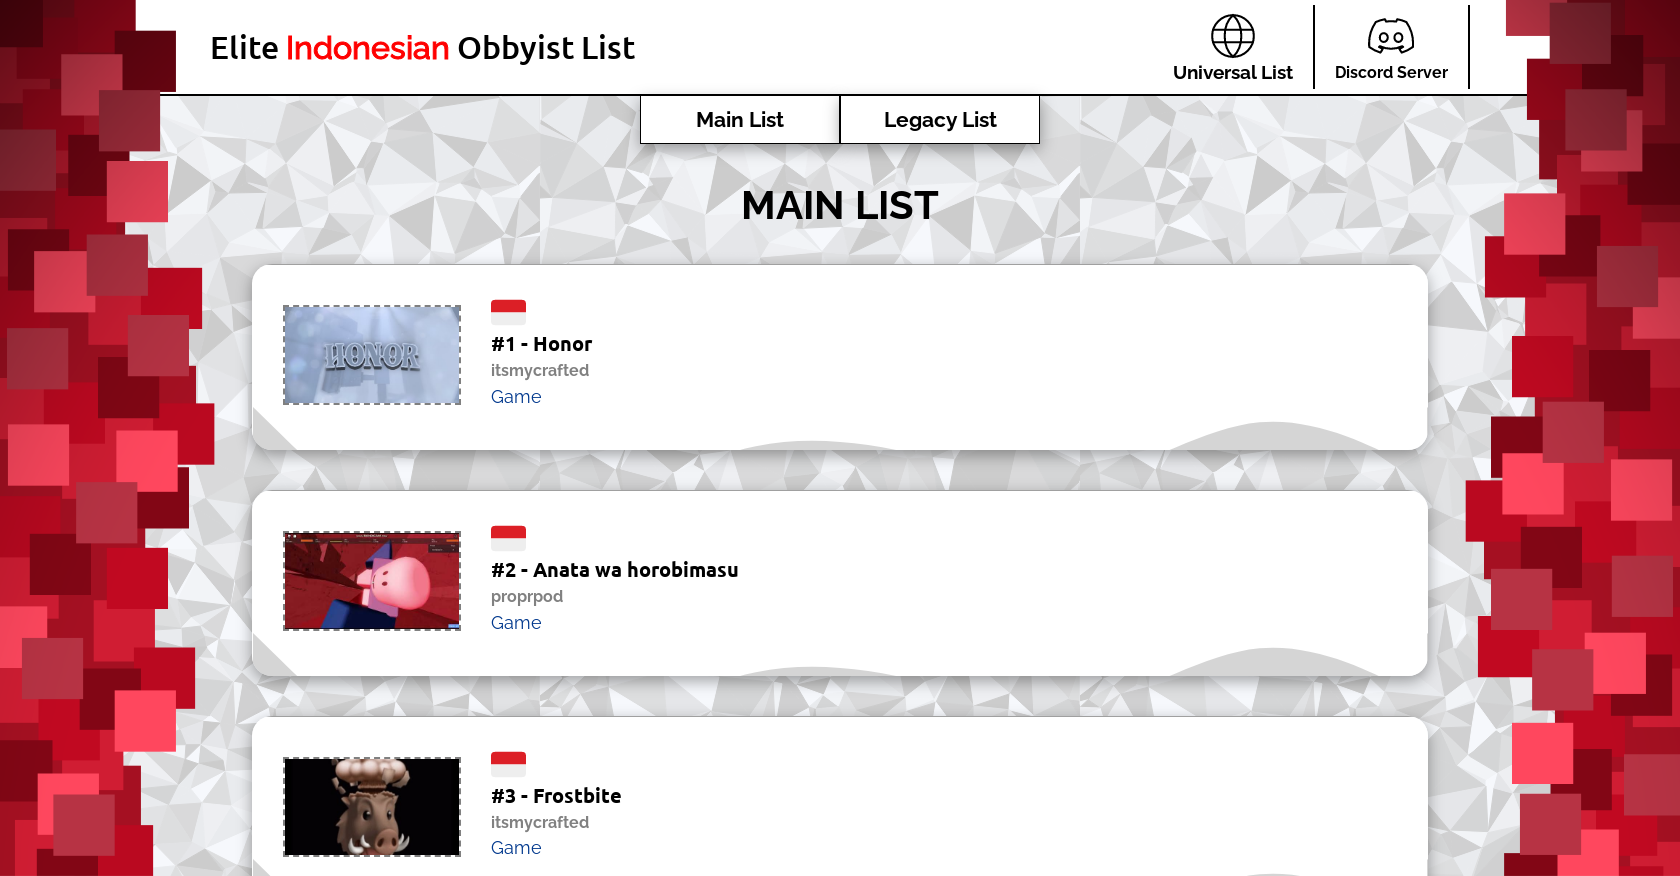 Elite Indonesian Obbyist List
Universal List
Discord Server
Main List
Legacy List
MAIN LIST
HONOR
#1 - Honor
itsmycrafted
Game
#2 - Anata wa horobimasu
proprpod
Game
#3 - Frostbite
itsmycrafted
Game